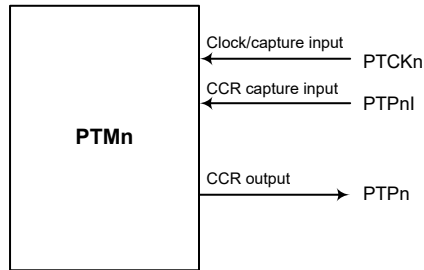 Clock/capture input
PTCKn
CCR capture input
PTPnI
PTMn
CCR output
PTPn